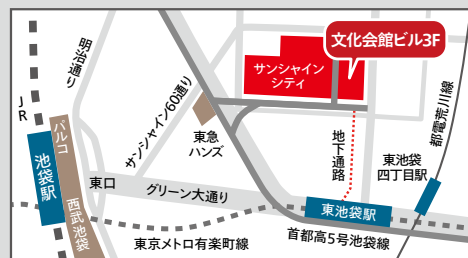 文化会館ビル3F
サンシャイン
シティ
明治通り
サンシャイン60通り
東急
ハンズ
地下通路
都電荒川線
東池袋
四丁目駅
JR
池袋駅
パルコ
西武池袋
東口
グリーン大通り
東池袋駅
東京メトロ有楽町線
首都高5号池袋線